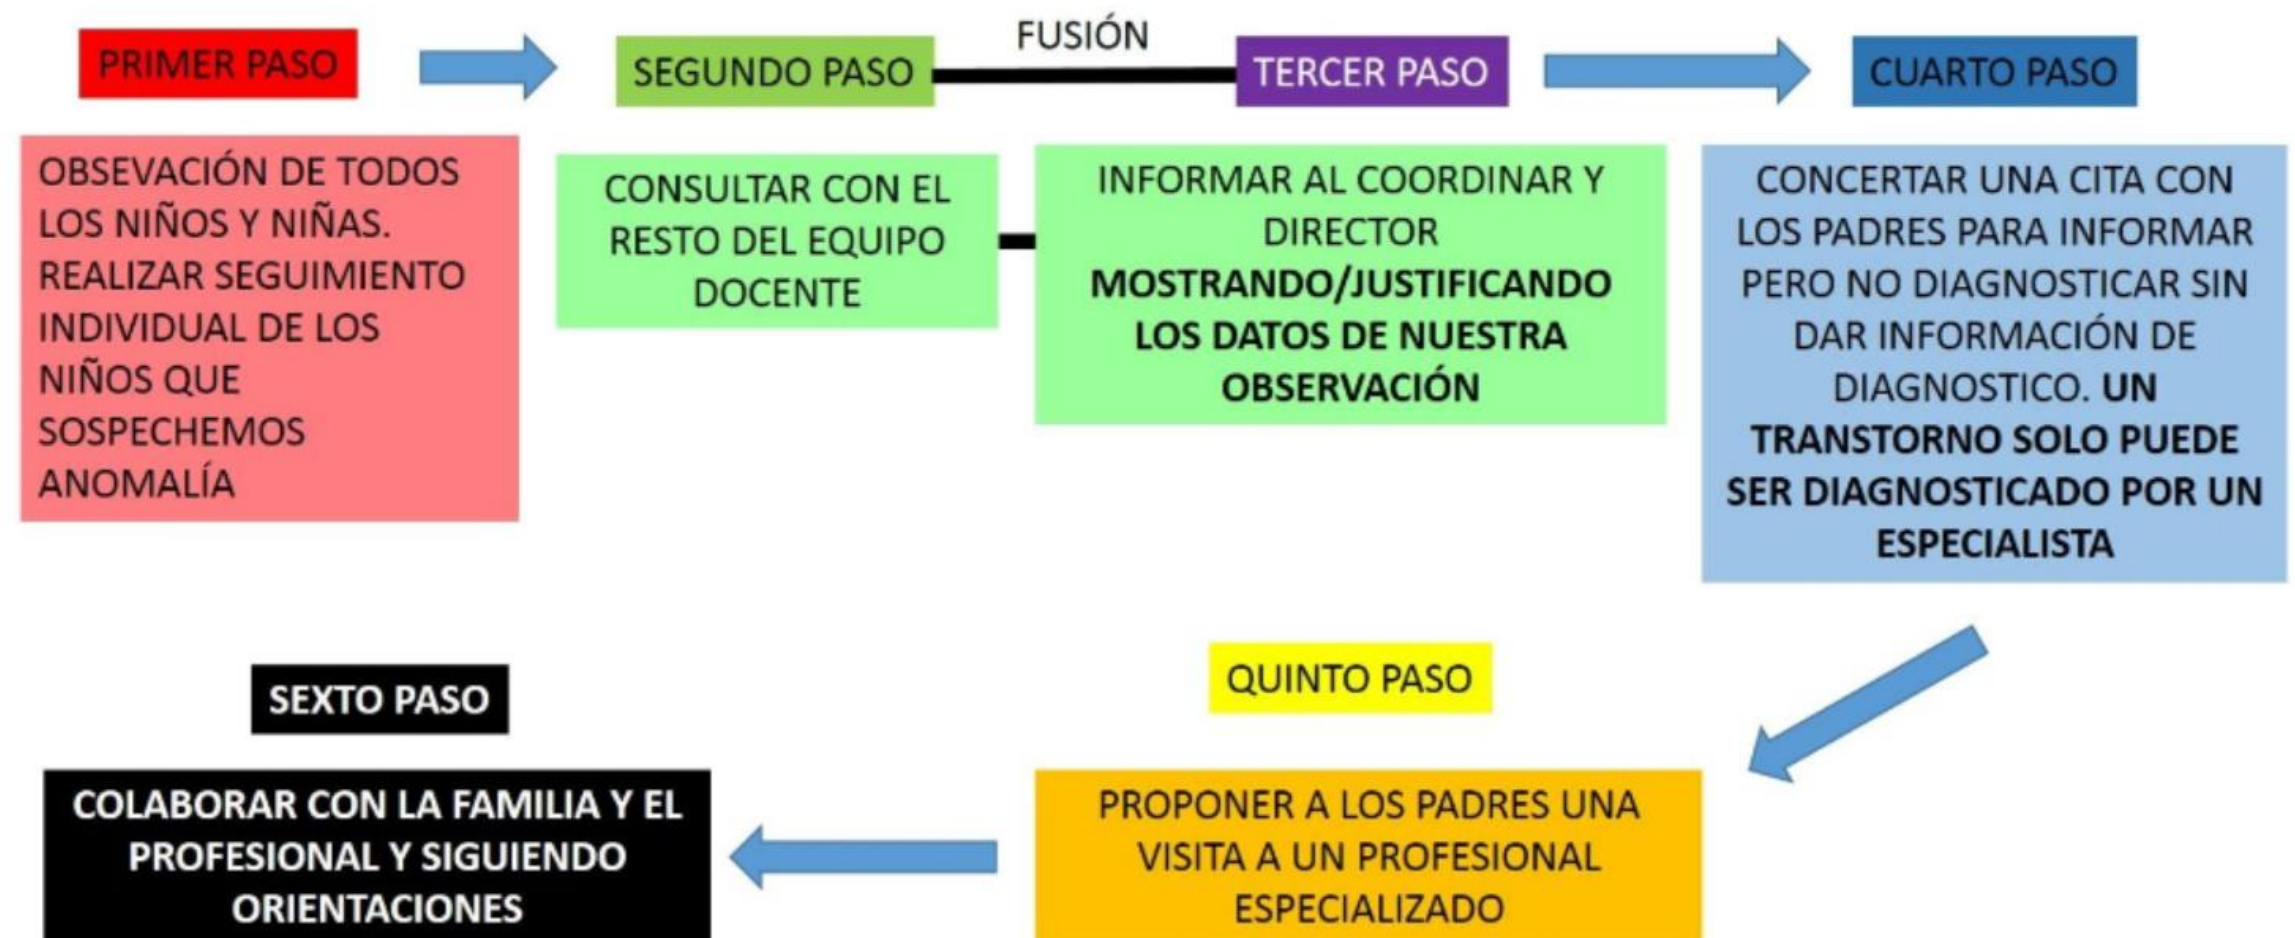 PRIMER PASO
OBSEVACIÓN DE TODOS
LOS NIÑOS Y NIÑAS.
REALIZAR SEGUIMIENTO
INDIVIDUAL DE LOS
NIÑOS QUE
SOSPECHEMOS
ANOMALÍA
SEGUNDO PASO
FUSIÓN
TERCER PASO
CONSULTAR CON EL
RESTO DEL EQUIPO
DOCENTE
INFORMAR AL COORDINAR Y
DIRECTOR
MOSTRANDO/JUSTIFICANDO
LOS DATOS DE NUESTRA
OBSERVACIÓN
CUARTO PASO
CONCERTAR UNA CITA CON
LOS PADRES PARA INFORMAR
PERO NO DIAGNOSTICAR SIN
DAR INFORMACIÓN DE
DIAGNOSTICO. UN
TRANSTORNO SOLO PUEDE
SER DIAGNOSTICADO POR UN
ESPECIALISTA
QUINTO PASO
PROPONER A LOS PADRES UNA
VISITA A UN PROFESIONAL
ESPECIALIZADO
SEXTO PASO
COLABORAR CON LA FAMILIA Y EL
PROFESIONAL Y SIGUIENDO
ORIENTACIONES